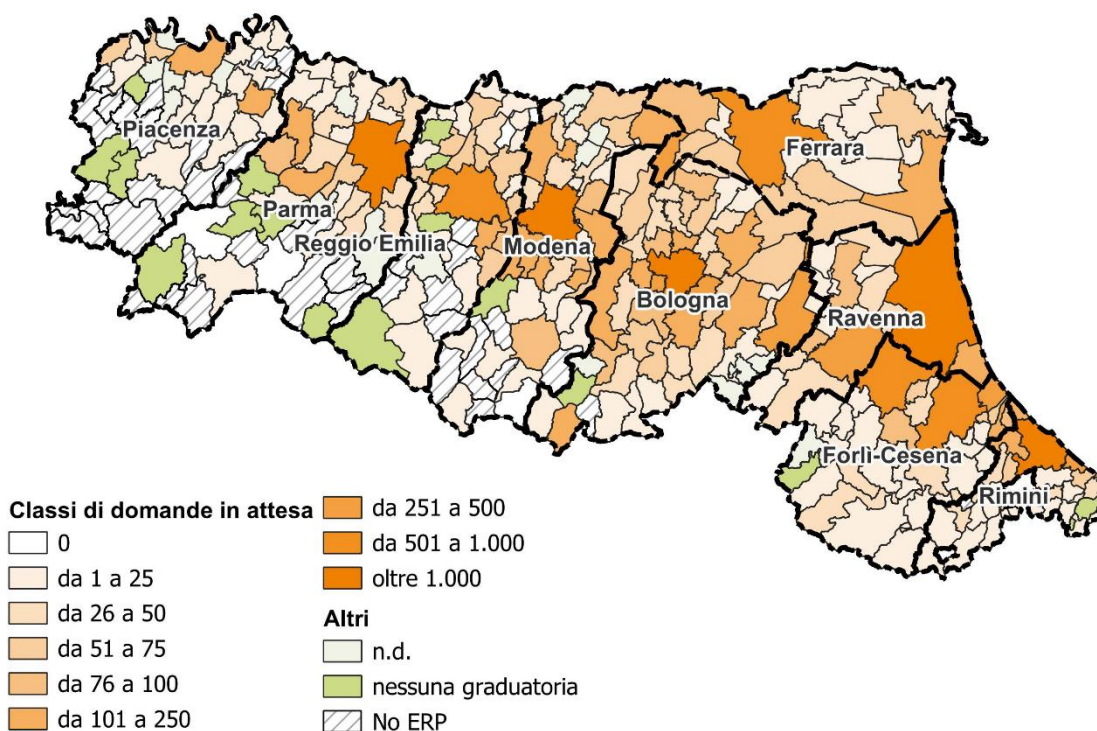 Piacenza
Parma
Reggio Emilia
Modena
Bologna
Ferrara
Ravenna
Forlì-Cesena
Rimini
Classi di domande in attesa
0
da 1 a 25
da 26 a 50
da 51 a 75
da 76 a 100
da 101 a 250
da 251 a 500
da 501 a 1.000
oltre 1.000
Altri
n.d.
nessuna graduatoria
No ERP